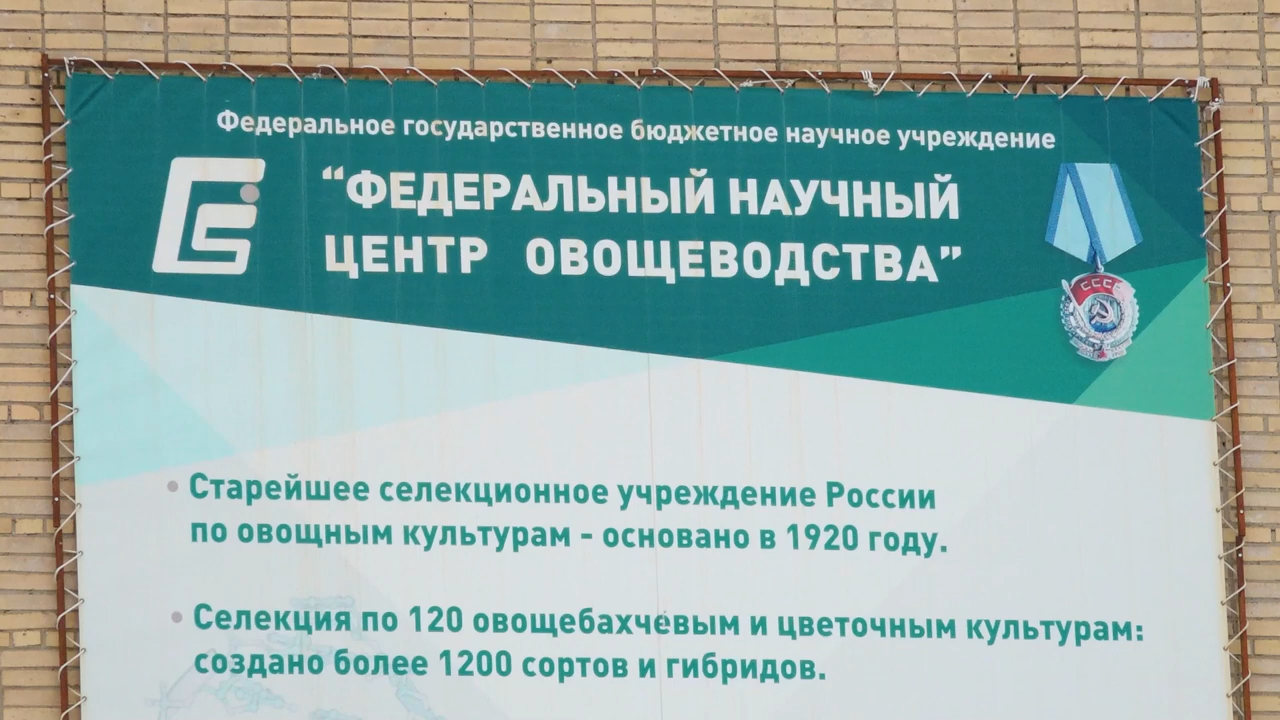 Федеральное государственное бюджетное научное учреждение
“ФЕДЕРАЛЬНЫЙ НАУЧНЫЙ
ЦЕНТР ОВОЩЕВОДСТВА”
СССР
• Старейшее селекционное учреждение России
по овощным культурам - основано в 1920 году.
• Селекция по 120 овощебахчёвым и цветочным культурам:
создано более 1200 сортов и гибридов.